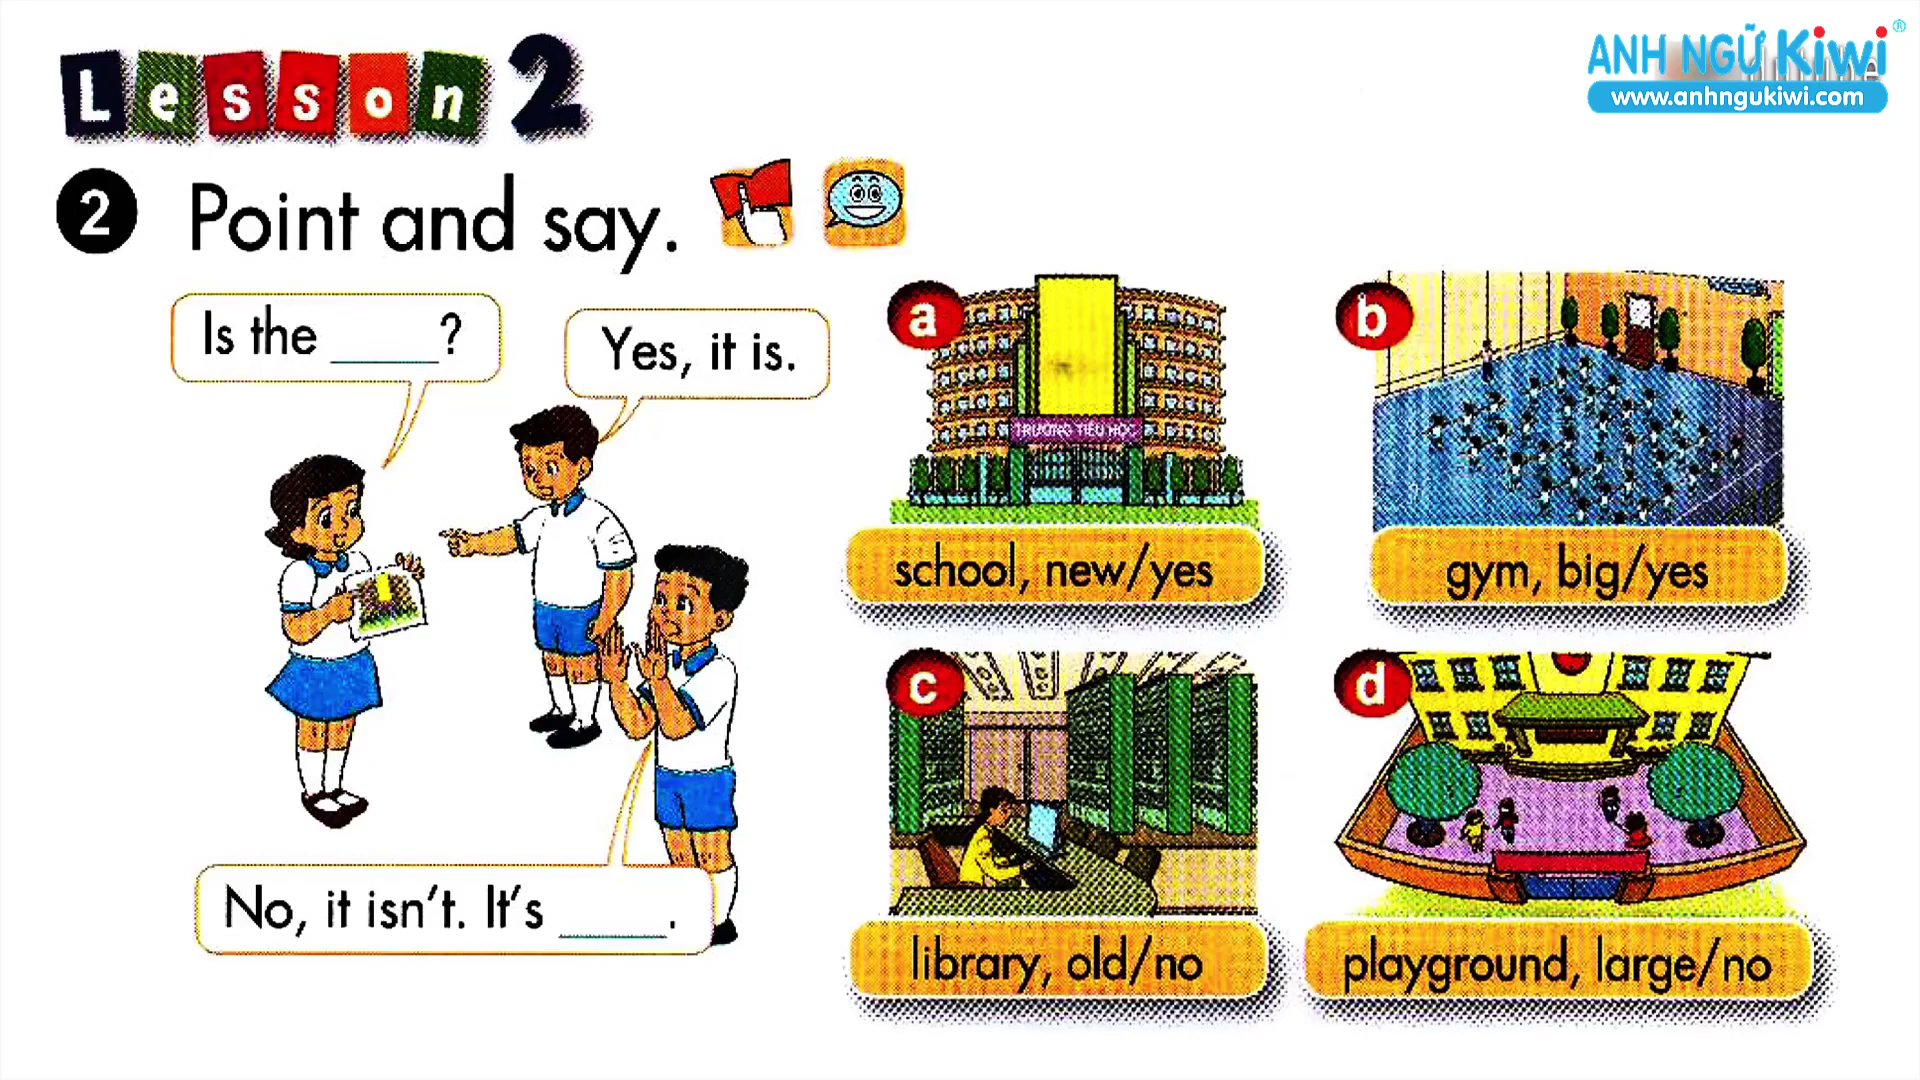 ANH NGỮ Kiwi®
www.anhngukiwi.com
Lesson 2
2 Point and say.
Is the ____?
Yes, it is.
No, it isn't. It's ____.
a
TRƯỜNG TIỂU HỌC
school, new/yes
b
gym, big/yes
c
library, old/no
d
playground, large/no